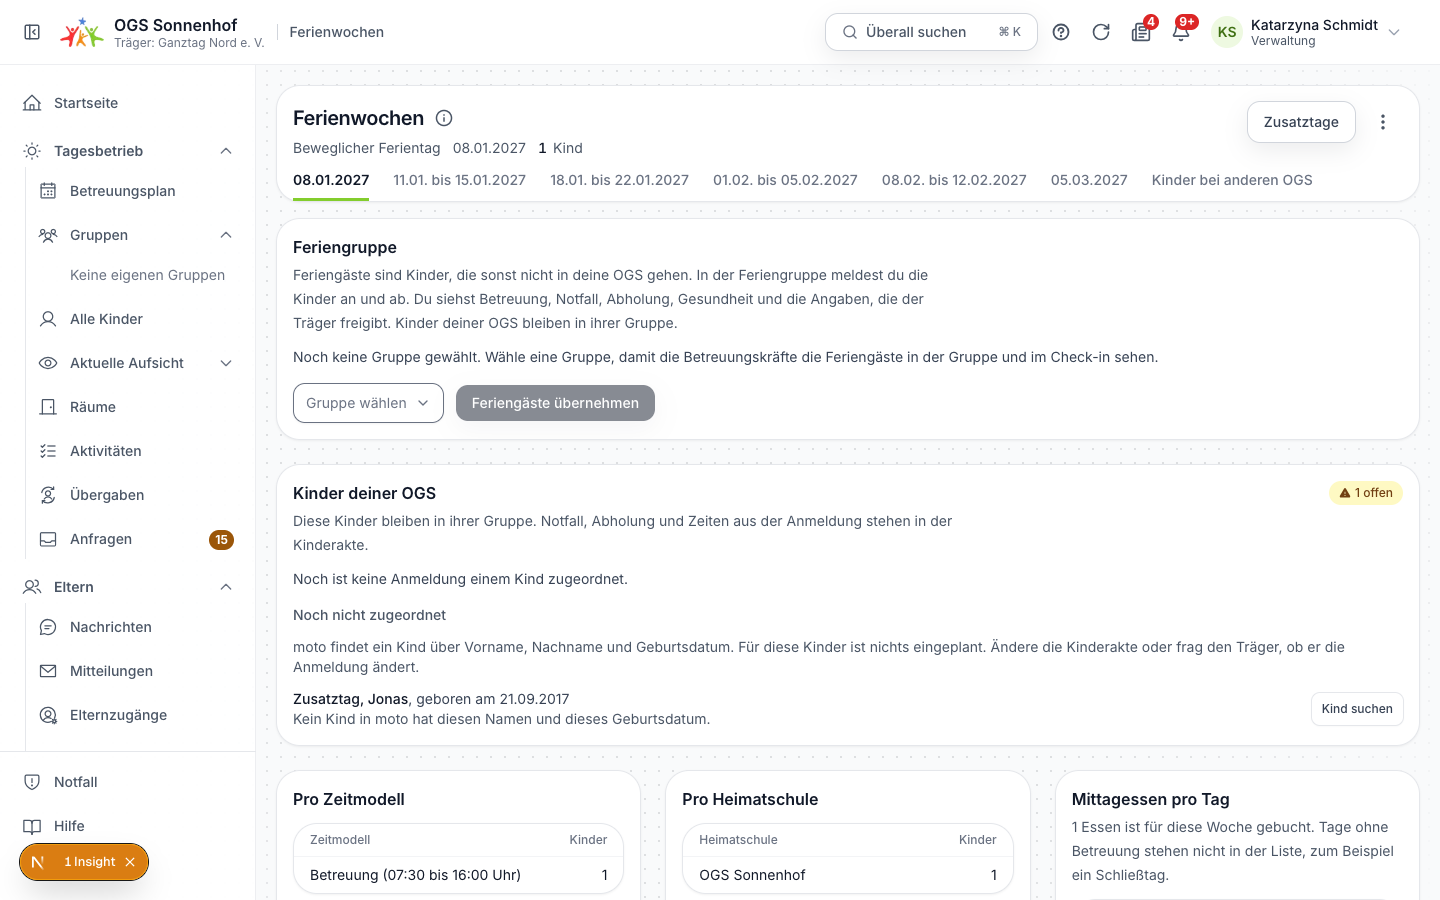 OGS Sonnenhof
Träger: Ganztag Nord e. V.
Ferienwochen
Überall suchen
⌘ K
4
9+
KS
Katarzyna Schmidt
Verwaltung
Startseite
Tagesbetrieb
Betreuungsplan
Gruppen
Keine eigenen Gruppen
Alle Kinder
Aktuelle Aufsicht
Räume
Aktivitäten
Übergaben
Anfragen
15
Eltern
Nachrichten
Mitteilungen
Elternzugänge
Notfall
Hilfe
1 Insight
Ferienwochen
Zusatztage
Beweglicher Ferientag 08.01.2027 1 Kind
08.01.2027 11.01. bis 15.01.2027 18.01. bis 22.01.2027 01.02. bis 05.02.2027 08.02. bis 12.02.2027 05.03.2027 Kinder bei anderen OGS
Feriengruppe
Feriengäste sind Kinder, die sonst nicht in deine OGS gehen. In der Feriengruppe meldest du die
Kinder an und ab. Du siehst Betreuung, Notfall, Abholung, Gesundheit und die Angaben, die der
Träger freigibt. Kinder deiner OGS bleiben in ihrer Gruppe.
Noch keine Gruppe gewählt. Wähle eine Gruppe, damit die Betreuungskräfte die Feriengäste in der Gruppe und im Check-in sehen.
Gruppe wählen
Feriengäste übernehmen
Kinder deiner OGS
1 offen
Diese Kinder bleiben in ihrer Gruppe. Notfall, Abholung und Zeiten aus der Anmeldung stehen in der
Kinderakte.
Noch ist keine Anmeldung einem Kind zugeordnet.
Noch nicht zugeordnet
moto findet ein Kind über Vorname, Nachname und Geburtsdatum. Für diese Kinder ist nichts eingeplant. Ändere die Kinderakte oder frag den Träger, ob er die
Anmeldung ändert.
Zusatztag, Jonas, geboren am 21.09.2017
Kein Kind in moto hat diesen Namen und dieses Geburtsdatum.
Kind suchen
Pro Zeitmodell
Zeitmodell Kinder
Betreuung (07:30 bis 16:00 Uhr) 1
Pro Heimatschule
Heimatschule Kinder
OGS Sonnenhof 1
Mittagessen pro Tag
1 Essen ist für diese Woche gebucht. Tage ohne
Betreuung stehen nicht in der Liste, zum Beispiel
ein Schließtag.